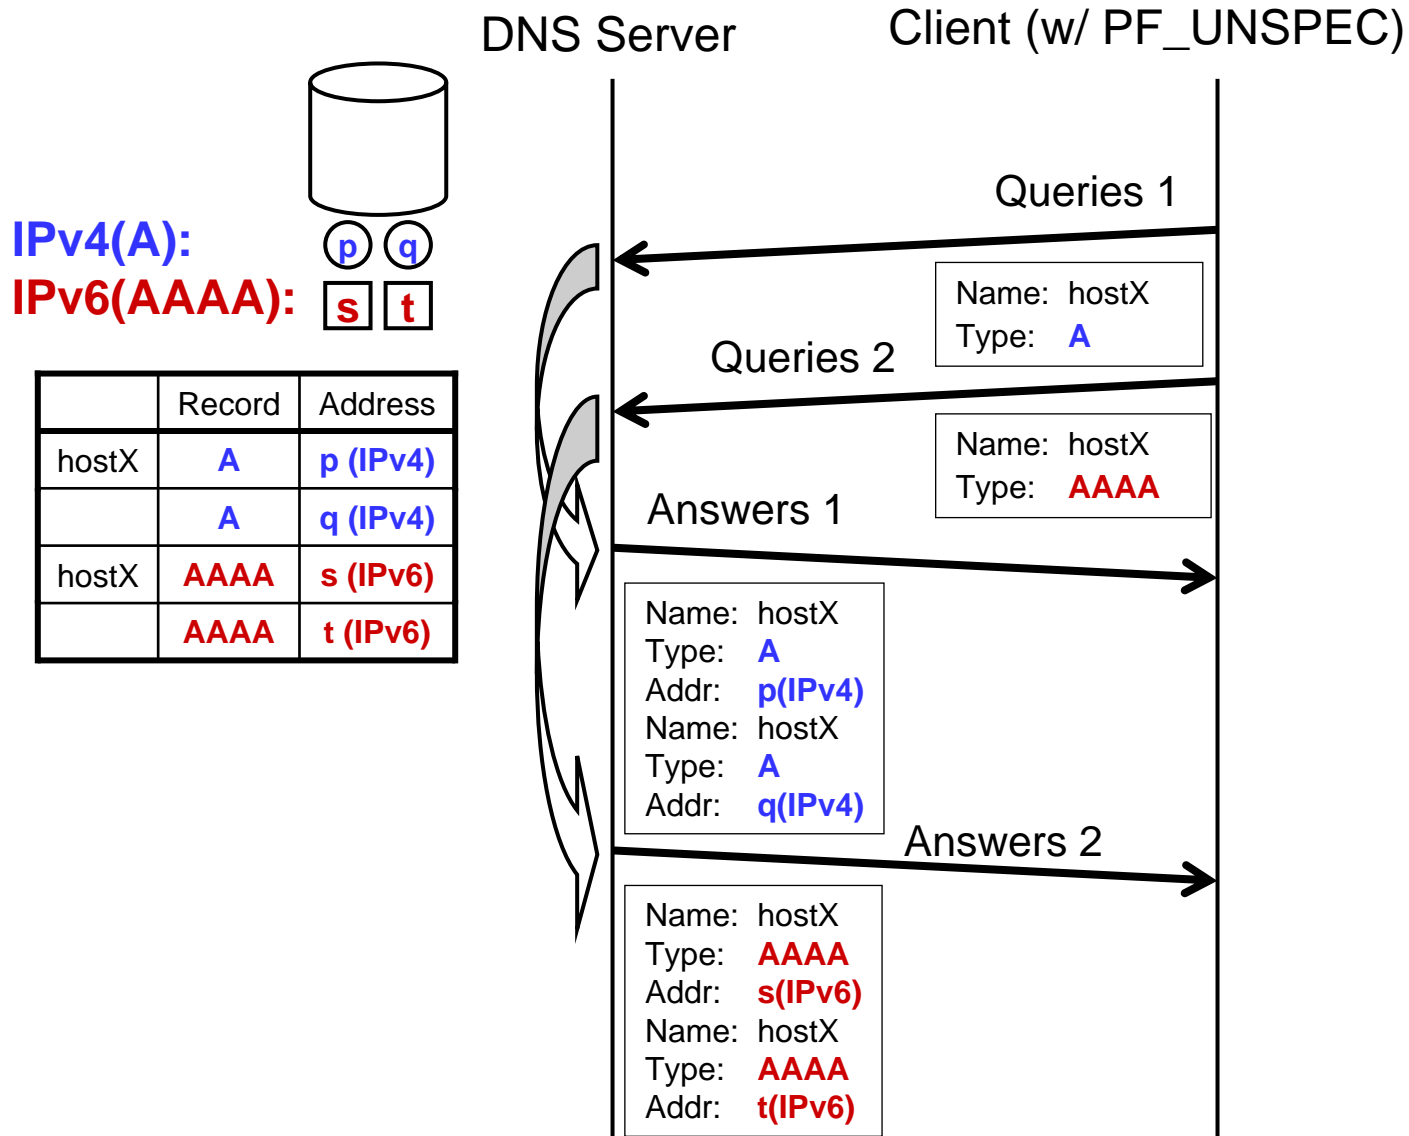 DNS Server
Client (w/ PF_UNSPEC)
IPv4(A): p q
IPv6(AAAA): s t
Record Address
hostX A p (IPv4)
A q (IPv4)
hostX AAAA s (IPv6)
AAAA t (IPv6)
Queries 1
Name: hostX
Type: A
Queries 2
Name: hostX
Type: AAAA
Answers 1
Name: hostX
Type: A
Addr: p(IPv4)
Name: hostX
Type: A
Addr: q(IPv4)
Answers 2
Name: hostX
Type: AAAA
Addr: s(IPv6)
Name: hostX
Type: AAAA
Addr: t(IPv6)